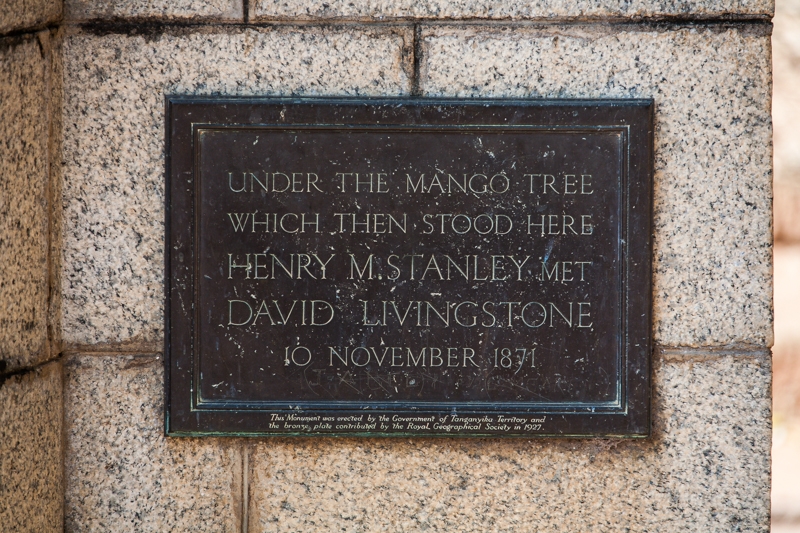 UNDER THE MANGO TREE
WHICH THEN STOOD HERE
HENRY M. STANLEY MET
DAVID LIVINGSTONE
10 NOVEMBER 1871
This Monument was erected by the Government of Tanganyika Territory and
the bronze plate contributed by the Royal Geographical Society in 1927.